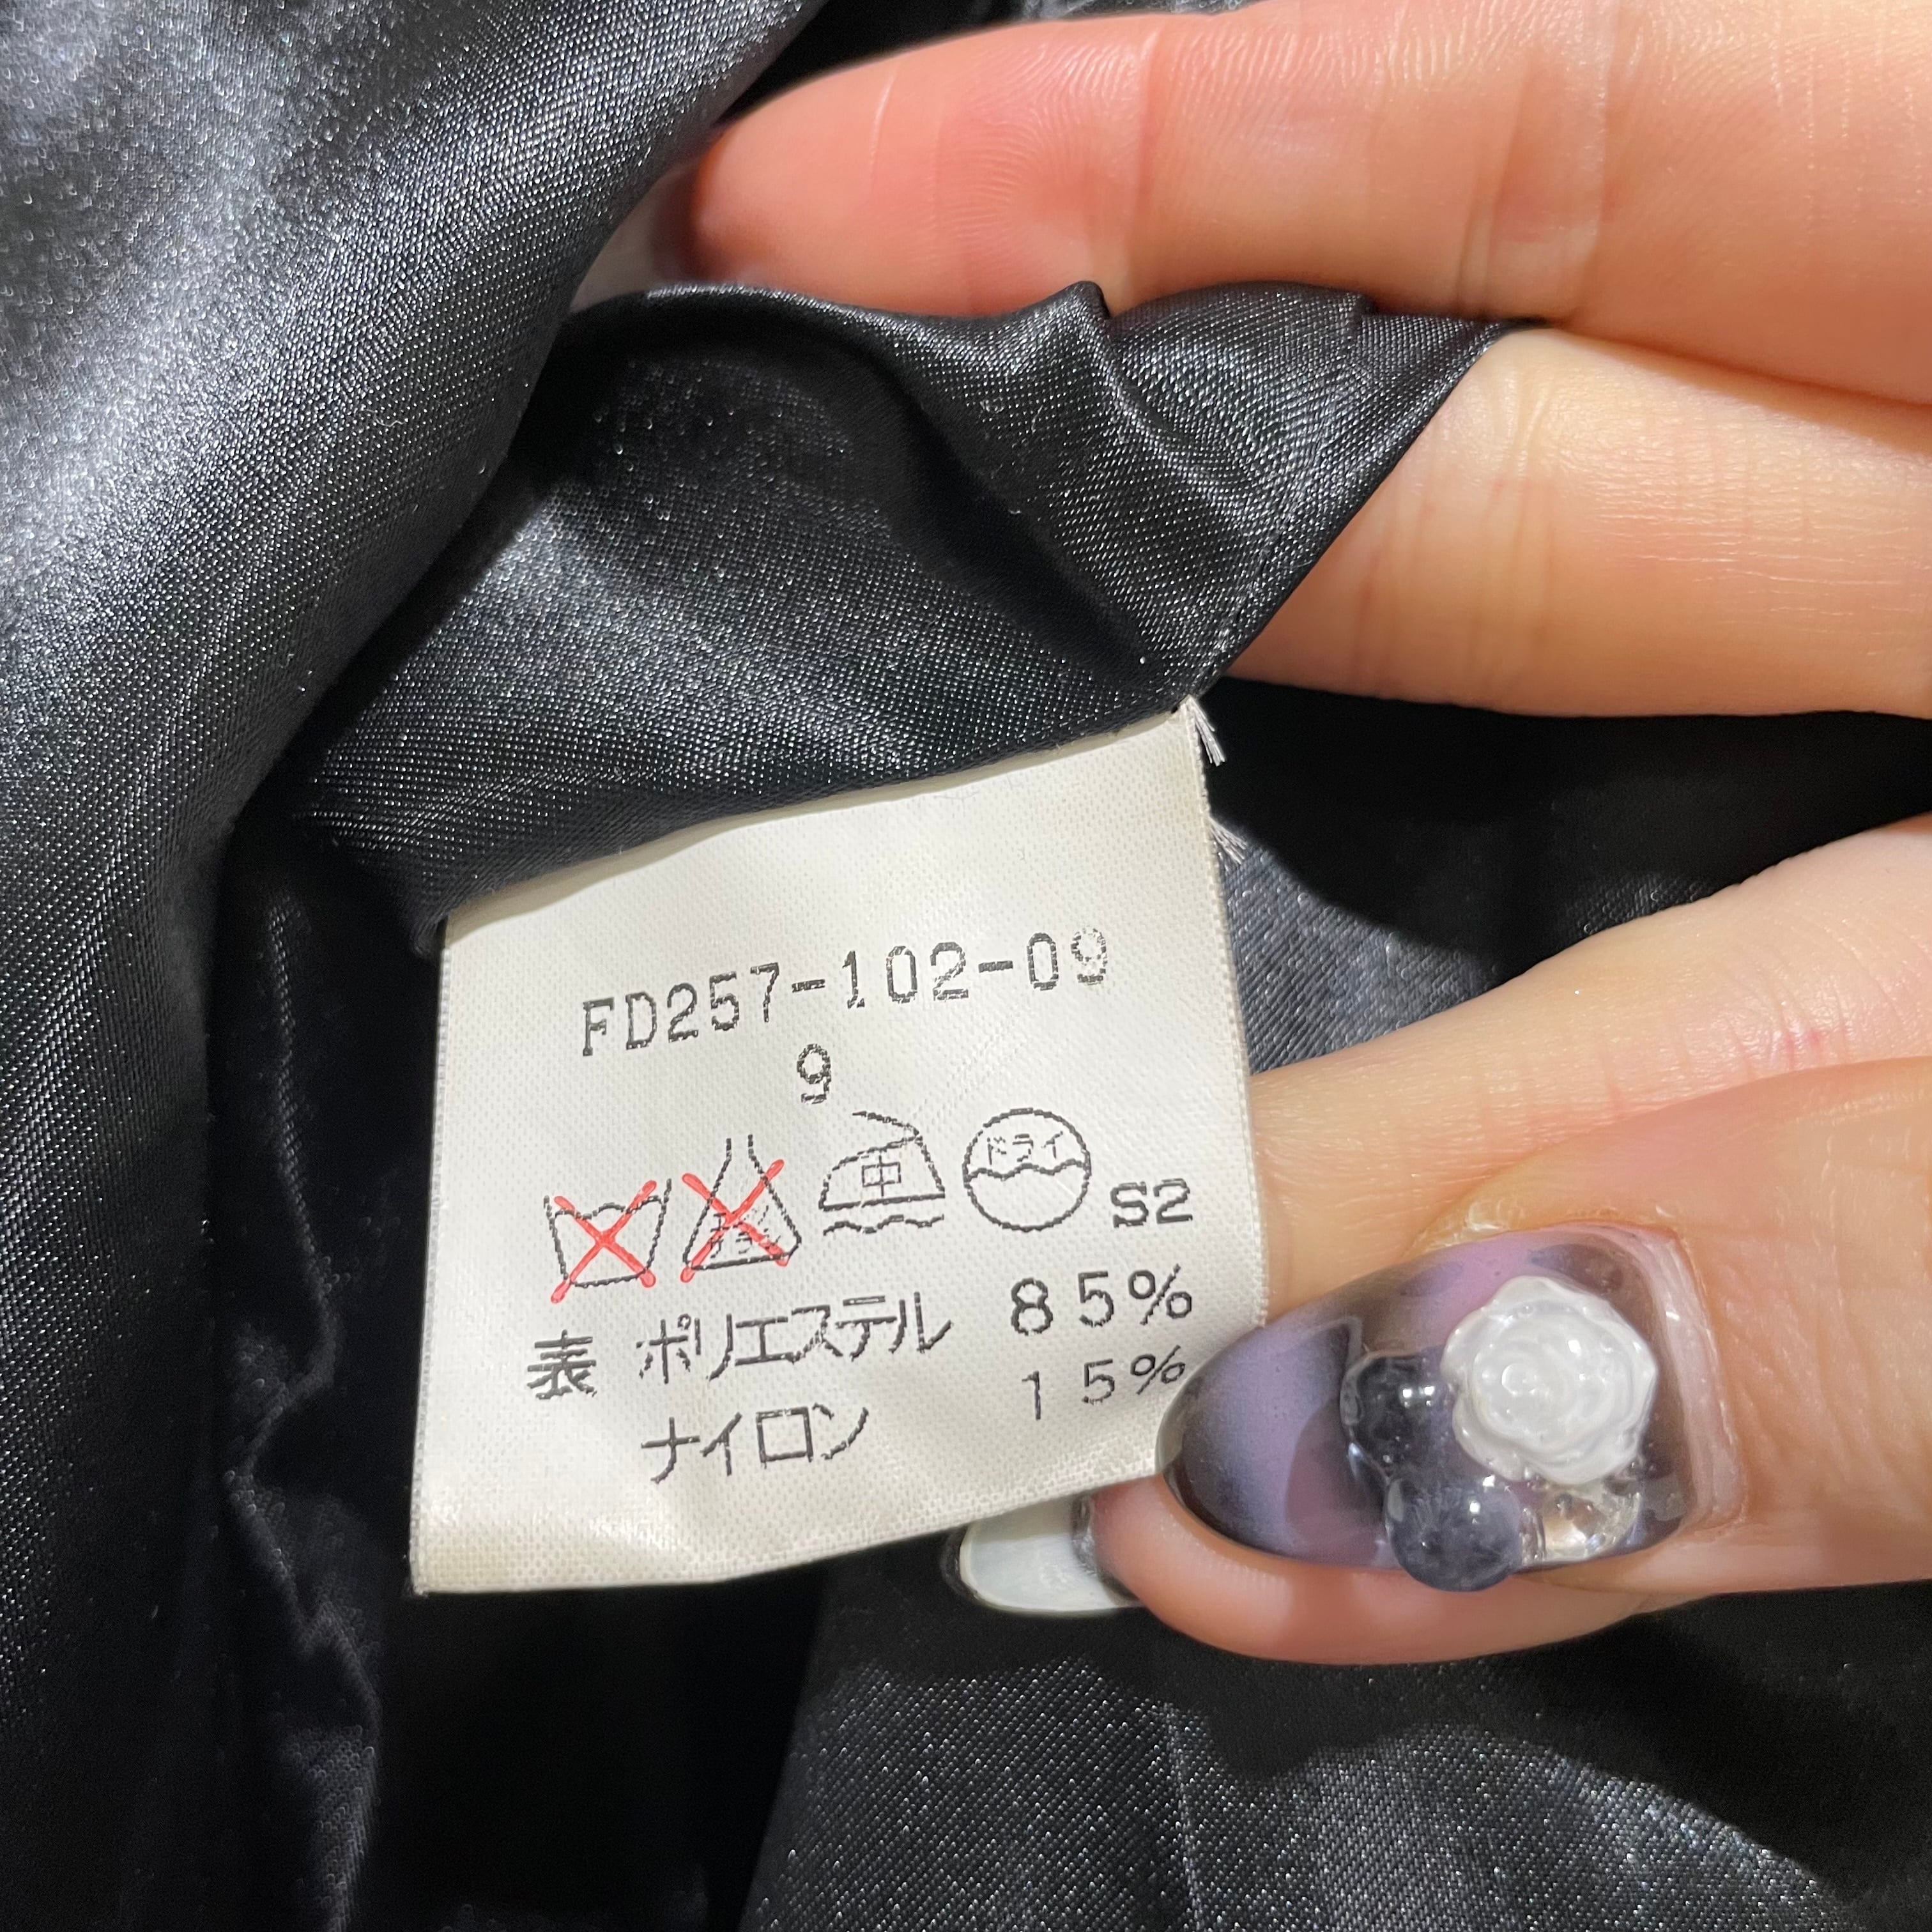 FD257-102-09
9
中 ドライ S2
表 ポリエステル 85%
ナイロン 15%